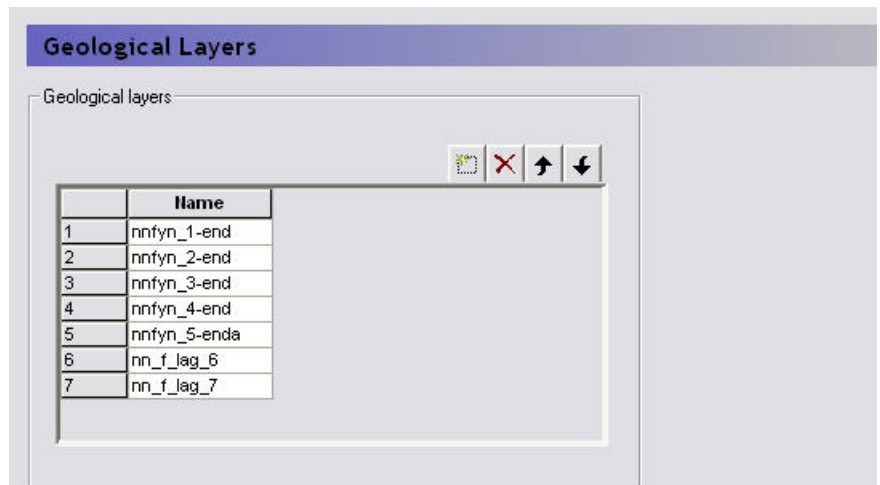 Geological Layers
Geological layers
Name
1 nnfyn_1-end
2 nnfyn_2-end
3 nnfyn_3-end
4 nnfyn_4-end
5 nnfyn_5-enda
6 nn_f_lag_6
7 nn_f_lag_7